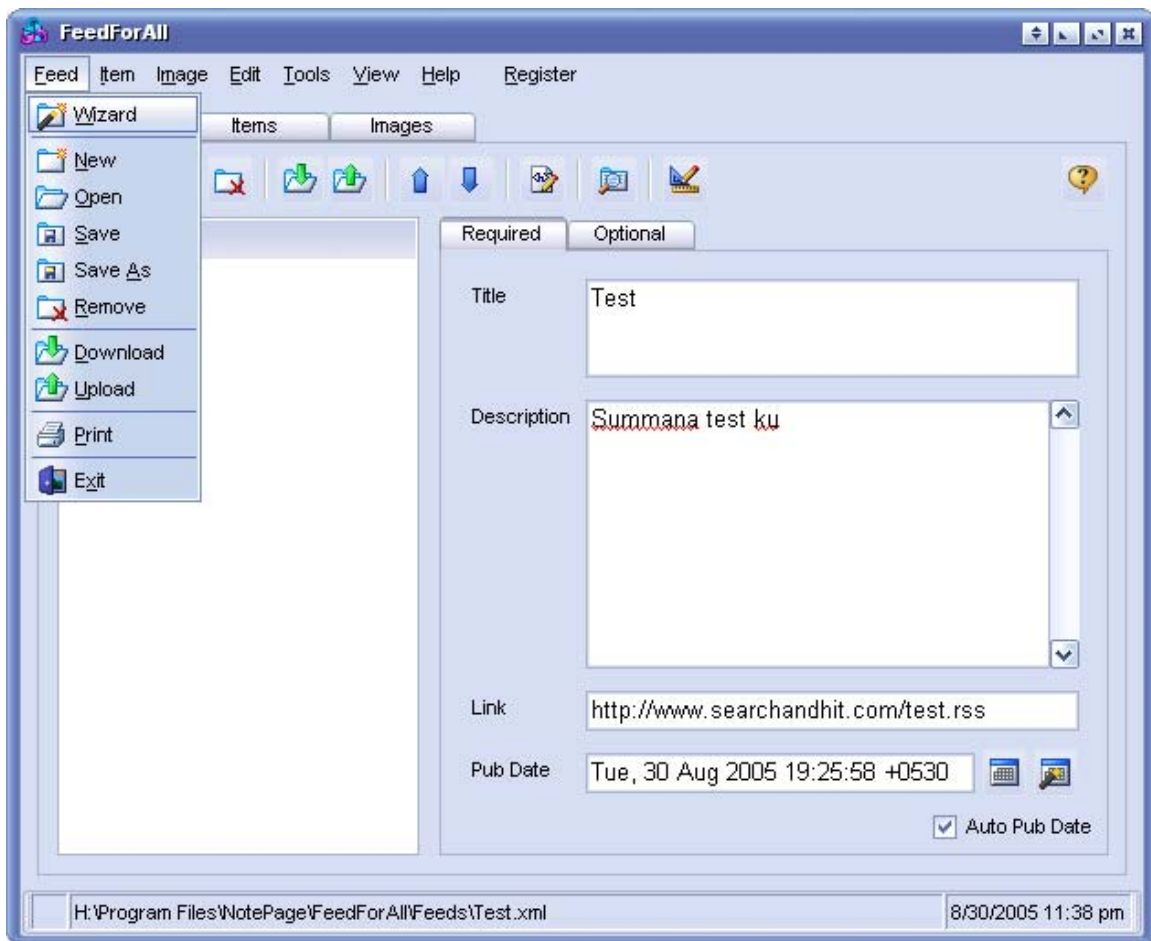 FeedForAll
Feed Item Image Edit Tools View Help Register
Wizard
Items Images
New
Open
Save
Save As
Remove
Download
Upload
Print
Exit
Required Optional
Title
Test
Description
Summana test ku
Link
http://www.searchandhit.com/test.rss
Pub Date
Tue, 30 Aug 2005 19:25:58 +0530
Auto Pub Date
H:\Program Files\NotePage\FeedForAll\Feeds\Test.xml
8/30/2005 11:38 pm